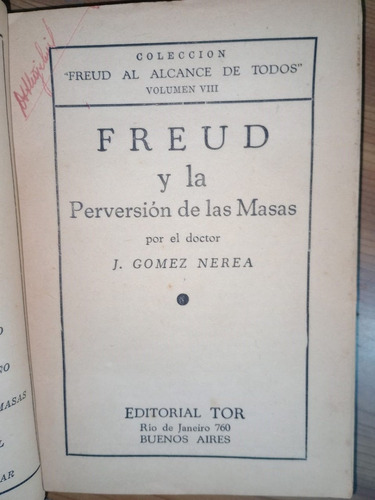 COLECCION
"FREUD AL ALCANCE DE TODOS"
VOLUMEN VIII
FREUD
y la
Perversión de las Masas
por el doctor
J. GOMEZ NEREA
EDITORIAL TOR
Río de Janeiro 760
BUENOS AIRES
MASAS